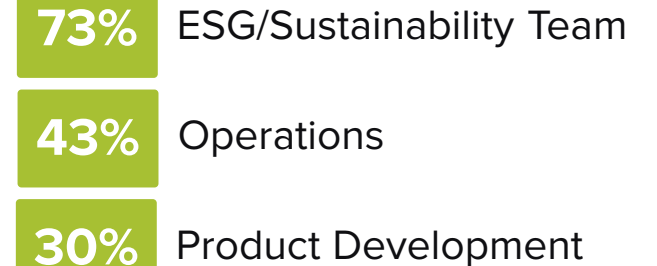 73% ESG/Sustainability Team
43% Operations
30% Product Development